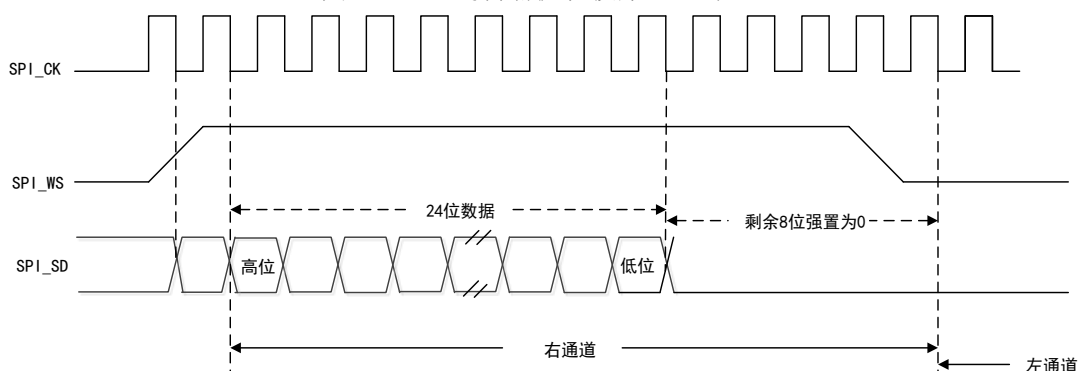 SPI_CK
SPI_WS
24位数据
剩余8位强置为0
SPI_SD
高位
低位
右通道
左通道